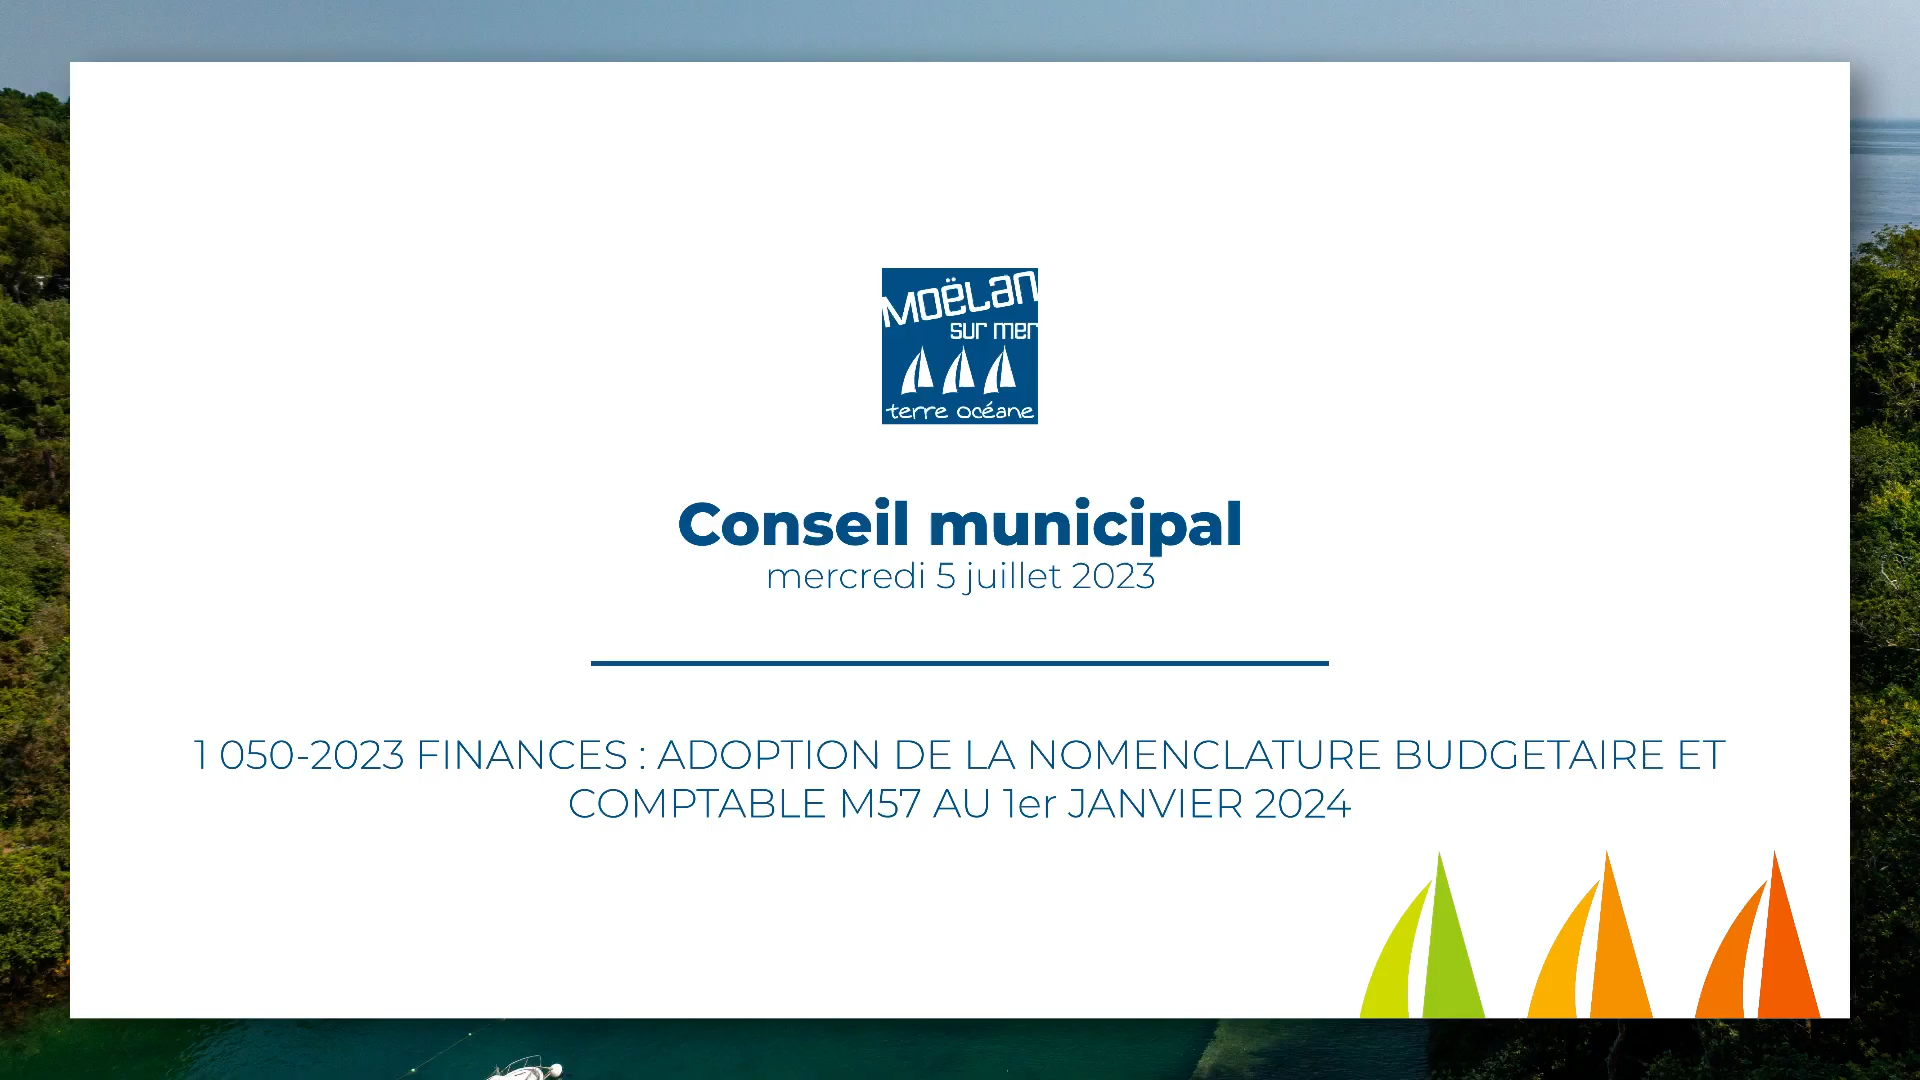 Moëlan
sur mer
terre océane
Conseil municipal
mercredi 5 juillet 2023
1 050-2023 FINANCES : ADOPTION DE LA NOMENCLATURE BUDGETAIRE ET
COMPTABLE M57 AU 1er JANVIER 2024